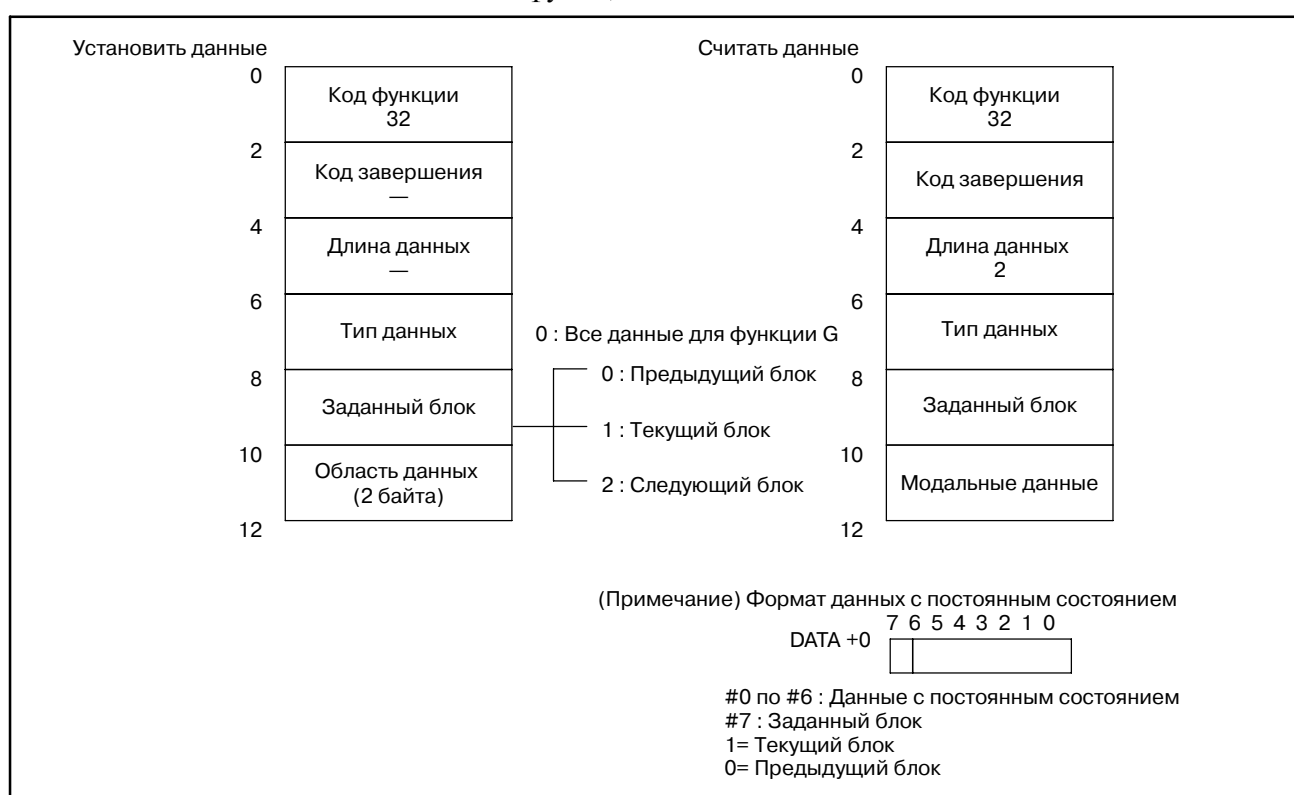 Установить данные
0
Код функции
32
2
Код завершения
—
4
Длина данных
—
6
Тип данных
0 : Все данные для функции G
8
Заданный блок
0 : Предыдущий блок
1 : Текущий блок
2 : Следующий блок
10
Область данных
(2 байта)
12
Считать данные
0
Код функции
32
2
Код завершения
4
Длина данных
2
6
Тип данных
8
Заданный блок
10
Модальные данные
12
(Примечание) Формат данных с постоянным состоянием
7 6 5 4 3 2 1 0
DATA +0
#0 по #6 : Данные с постоянным состоянием
#7 : Заданный блок
1= Текущий блок
0= Предыдущий блок